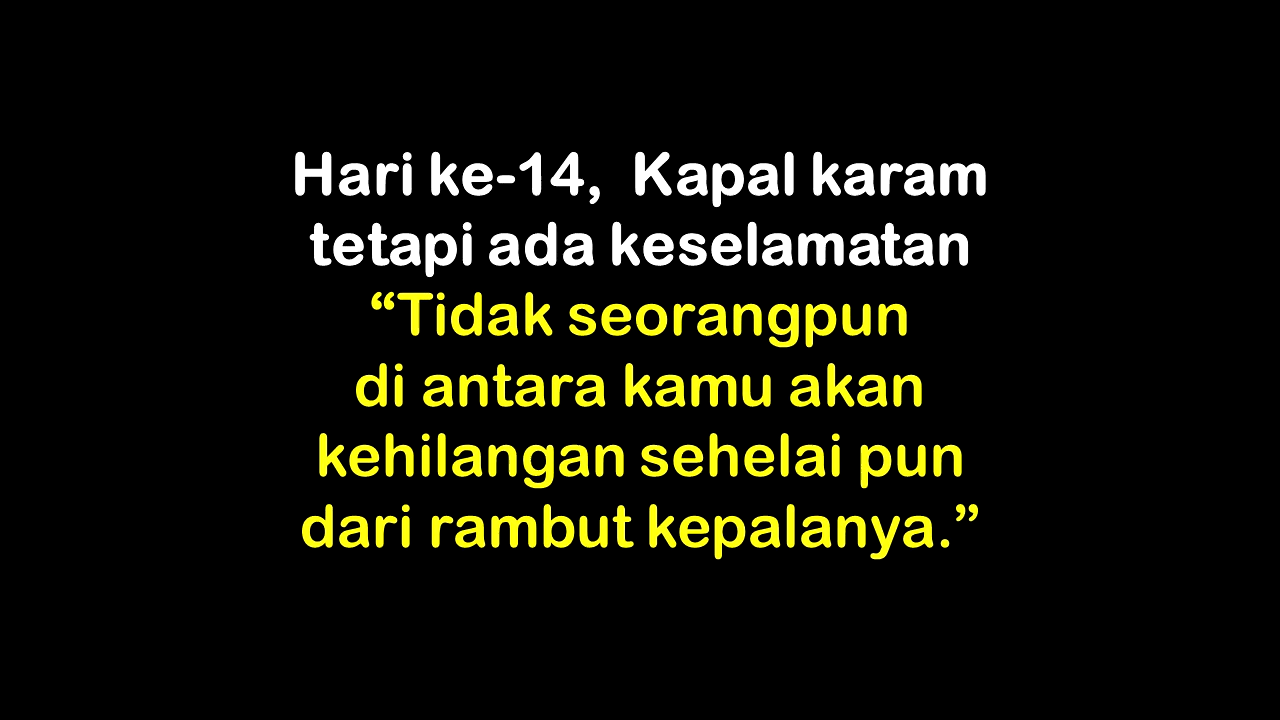 Hari ke-14,  Kapal karam
tetapi ada keselamatan
“Tidak seorangpun
di antara kamu akan
kehilangan sehelai pun
dari rambut kepalanya.”